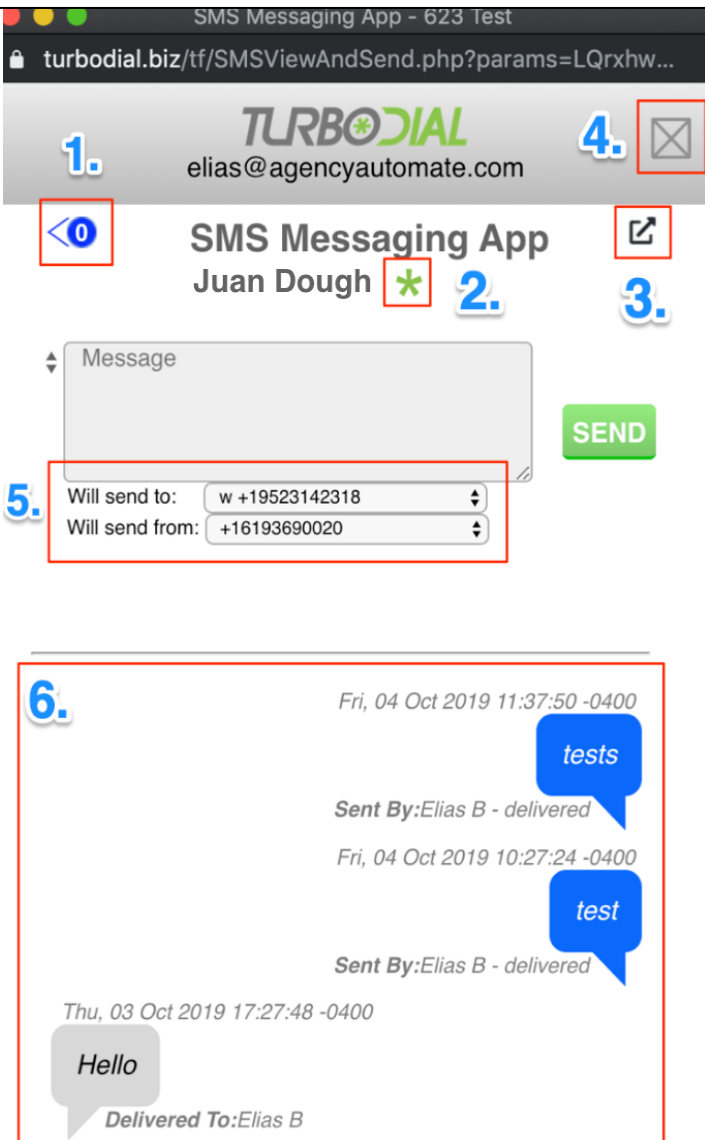 SMS Messaging App - 623 Test
turbodial.biz/tf/SMSViewAndSend.php?params=LQrxhw...
TURBODIAL
elias@agencyautomate.com
1.
4.
0
SMS Messaging App
Juan Dough *
2.
3.
Message
SEND
5.
Will send to: w +19523142318
Will send from: +16193690020
6.
Fri, 04 Oct 2019 11:37:50 -0400
tests
Sent By:Elias B - delivered
Fri, 04 Oct 2019 10:27:24 -0400
test
Sent By:Elias B - delivered
Thu, 03 Oct 2019 17:27:48 -0400
Hello
Delivered To:Elias B